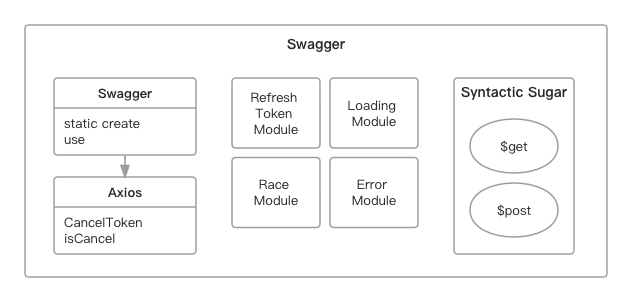 Swagger
Swagger
static create
use
Axios
CancelToken
isCancel
Refresh
Token
Module
Loading
Module
Race
Module
Error
Module
Syntactic Sugar
$get
$post